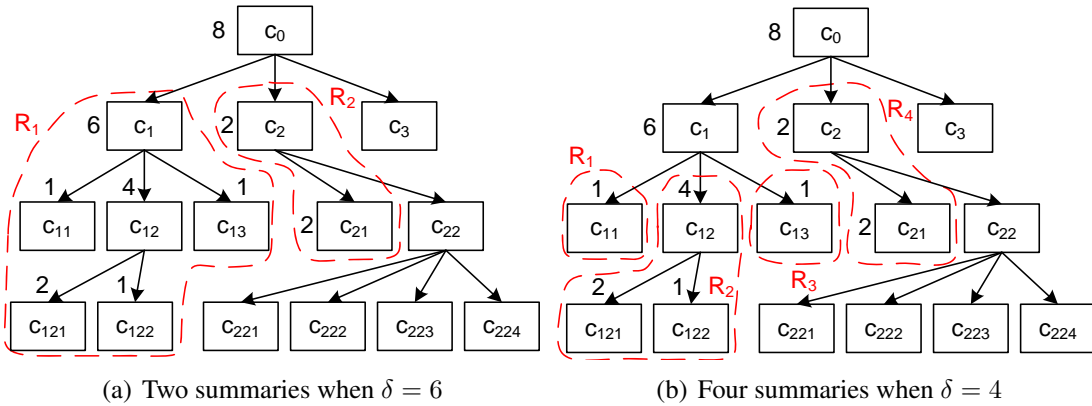 8 c0
R1 6 c1 R2 2 c2 c3
1 4 1
c11 c12 c13 2 c21 c22
2 1
c121 c122 c221 c222 c223 c224
(a) Two summaries when δ = 6
8 c0
6 c1 2 c2 R4 c3
R1 1 4 1
c11 c12 c13 2 c21 c22
2 1 R2 R3
c121 c122 c221 c222 c223 c224
(b) Four summaries when δ = 4